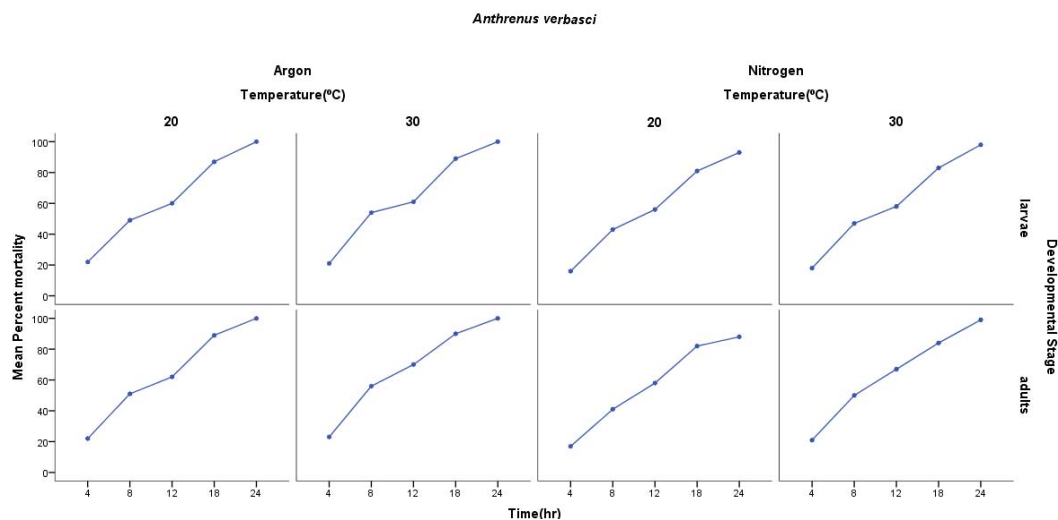 Anthrenus verbasci
Argon Nitrogen
Temperature(ºC) Temperature(ºC)
20 30 20 30
Mean Percent mortality
100
80
60
40
20
0
larvae
100
80
60
40
20
0
adults
Developmental Stage
4 8 12 18 24 4 8 12 18 24 4 8 12 18 24 4 8 12 18 24
Time(hr)